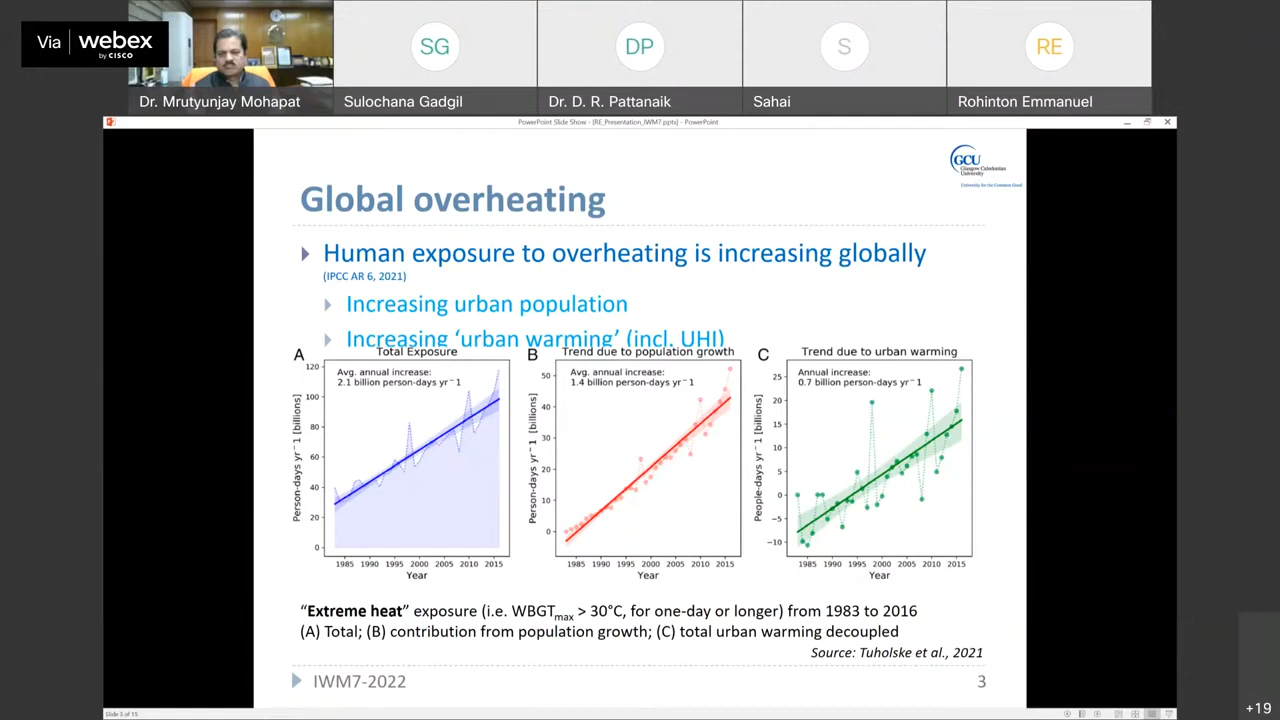 Via webex
by CISCO
SG
DP
S
RE
Dr. Mrutyunjay Mohapat
Sulochana Gadgil
Dr. D. R. Pattanaik
Sahai
Rohinton Emmanuel
PowerPoint Slide Show - [RE_Presentation_IWM7.pptx] - PowerPoint
GCU
Glasgow Caledonian
University
University for the Common Good
Global overheating
Human exposure to overheating is increasing globally
(IPCC AR 6, 2021)
Increasing urban population
Increasing ‘urban warming’ (incl. UHI)
A
Total Exposure
Avg. annual increase:
2.1 billion person-days yr⁻¹
Person-days yr⁻¹ [billions]
120
100
80
60
40
20
0
1985 1990 1995 2000 2005 2010 2015
Year
B
Trend due to population growth
Avg. annual increase:
1.4 billion person-days yr⁻¹
Person-days yr⁻¹ [billions]
50
40
30
20
10
0
1985 1990 1995 2000 2005 2010 2015
Year
C
Trend due to urban warming
Annual increase:
0.7 billion person-days yr⁻¹
People-days yr⁻¹ [billions]
25
20
15
10
5
0
−5
−10
1985 1990 1995 2000 2005 2010 2015
Year
“Extreme heat” exposure (i.e. WBGTmax > 30°C, for one-day or longer) from 1983 to 2016
(A) Total; (B) contribution from population growth; (C) total urban warming decoupled
Source: Tuholske et al., 2021
IWM7-2022
3
Slide 3 of 15
+19